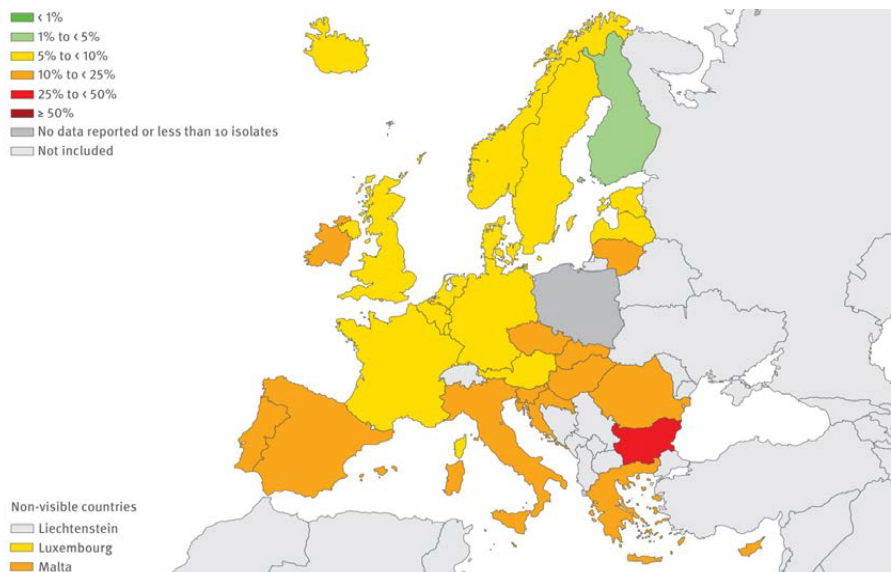 < 1%
1% to < 5%
5% to < 10%
10% to < 25%
25% to < 50%
≥ 50%
No data reported or less than 10 isolates
Not included
Non-visible countries
Liechtenstein
Luxembourg
Malta